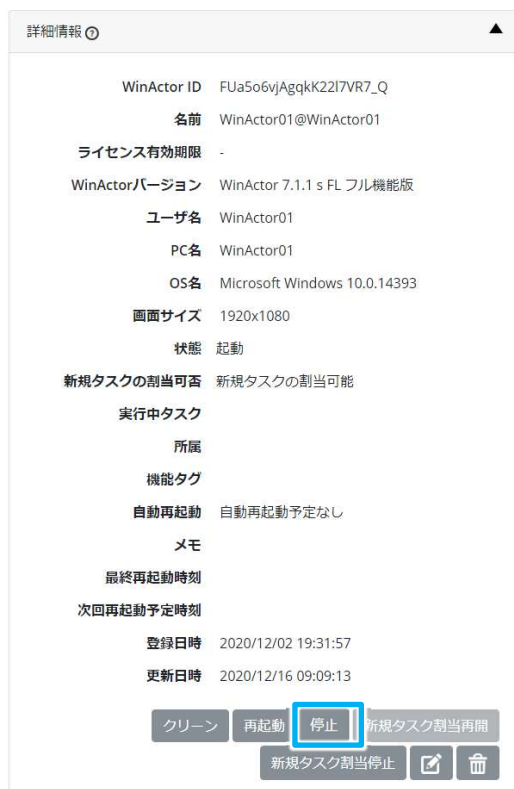 詳細情報
WinActor ID FUa5o6vjAgqkK22l7VR7_Q
名前 WinActor01@WinActor01
ライセンス有効期限 -
WinActorバージョン WinActor 7.1.1 s FL フル機能版
ユーザ名 WinActor01
PC名 WinActor01
OS名 Microsoft Windows 10.0.14393
画面サイズ 1920x1080
状態 起動
新規タスクの割当可否 新規タスクの割当可能
実行中タスク
所属
機能タグ
自動再起動 自動再起動予定なし
メモ
最終再起動時刻
次回再起動予定時刻
登録日時 2020/12/02 19:31:57
更新日時 2020/12/16 09:09:13
クリーン 再起動 停止 新規タスク割当再開
新規タスク割当停止